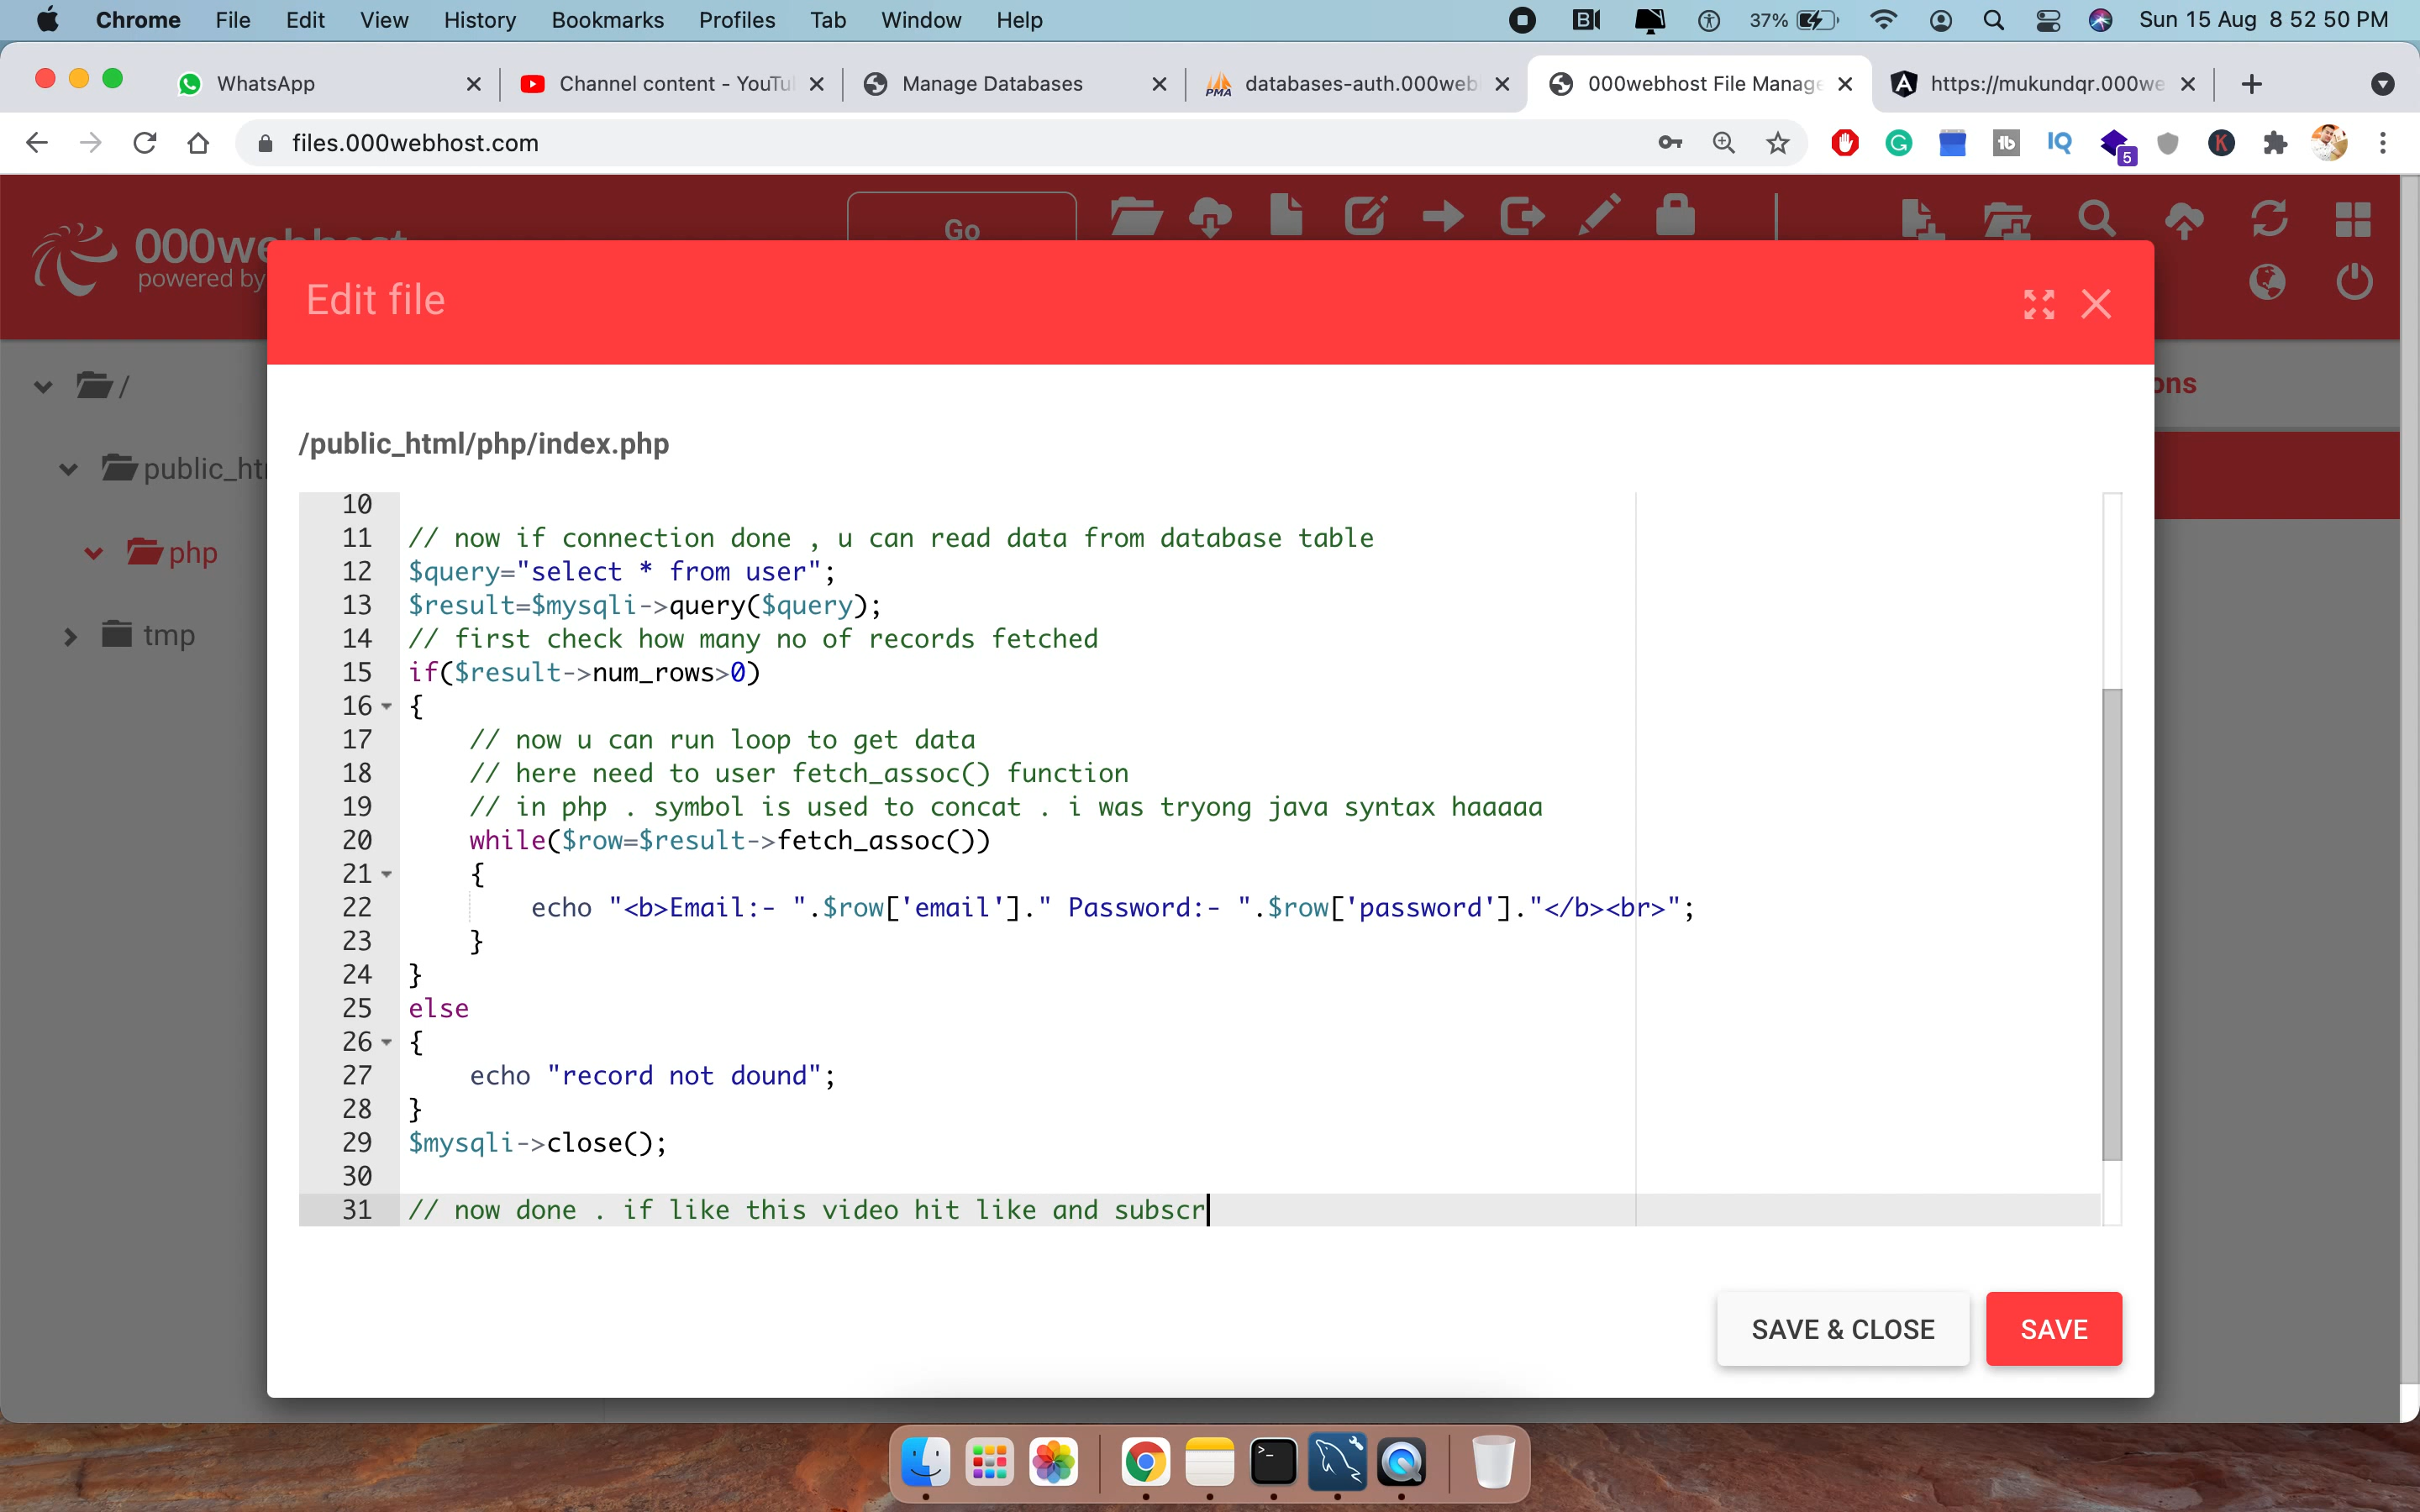 Chrome File Edit View History Bookmarks Profiles Tab Window Help 37% Sun 15 Aug 8 52 50 PM
WhatsApp Channel content - YouTu Manage Databases PMA databases-auth.000web 000webhost File Manage https://mukundqr.000we
files.000webhost.com tb IQ 5 K
Go
powered by
Edit file
/
ons
/public_html/php/index.php
public_ht
php
tmp
10
11 // now if connection done , u can read data from database table
12 $query="select * from user";
13 $result=$mysqli->query($query);
14 // first check how many no of records fetched
15 if($result->num_rows>0)
16 {
17 // now u can run loop to get data
18 // here need to user fetch_assoc() function
19 // in php . symbol is used to concat . i was tryong java syntax haaaaa
20 while($row=$result->fetch_assoc())
21 {
22 echo "<b>Email:- ".$row['email']." Password:- ".$row['password']."</b><br>";
23 }
24 }
25 else
26 {
27 echo "record not dound";
28 }
29 $mysqli->close();
30
31 // now done . if like this video hit like and subscr
SAVE & CLOSE SAVE